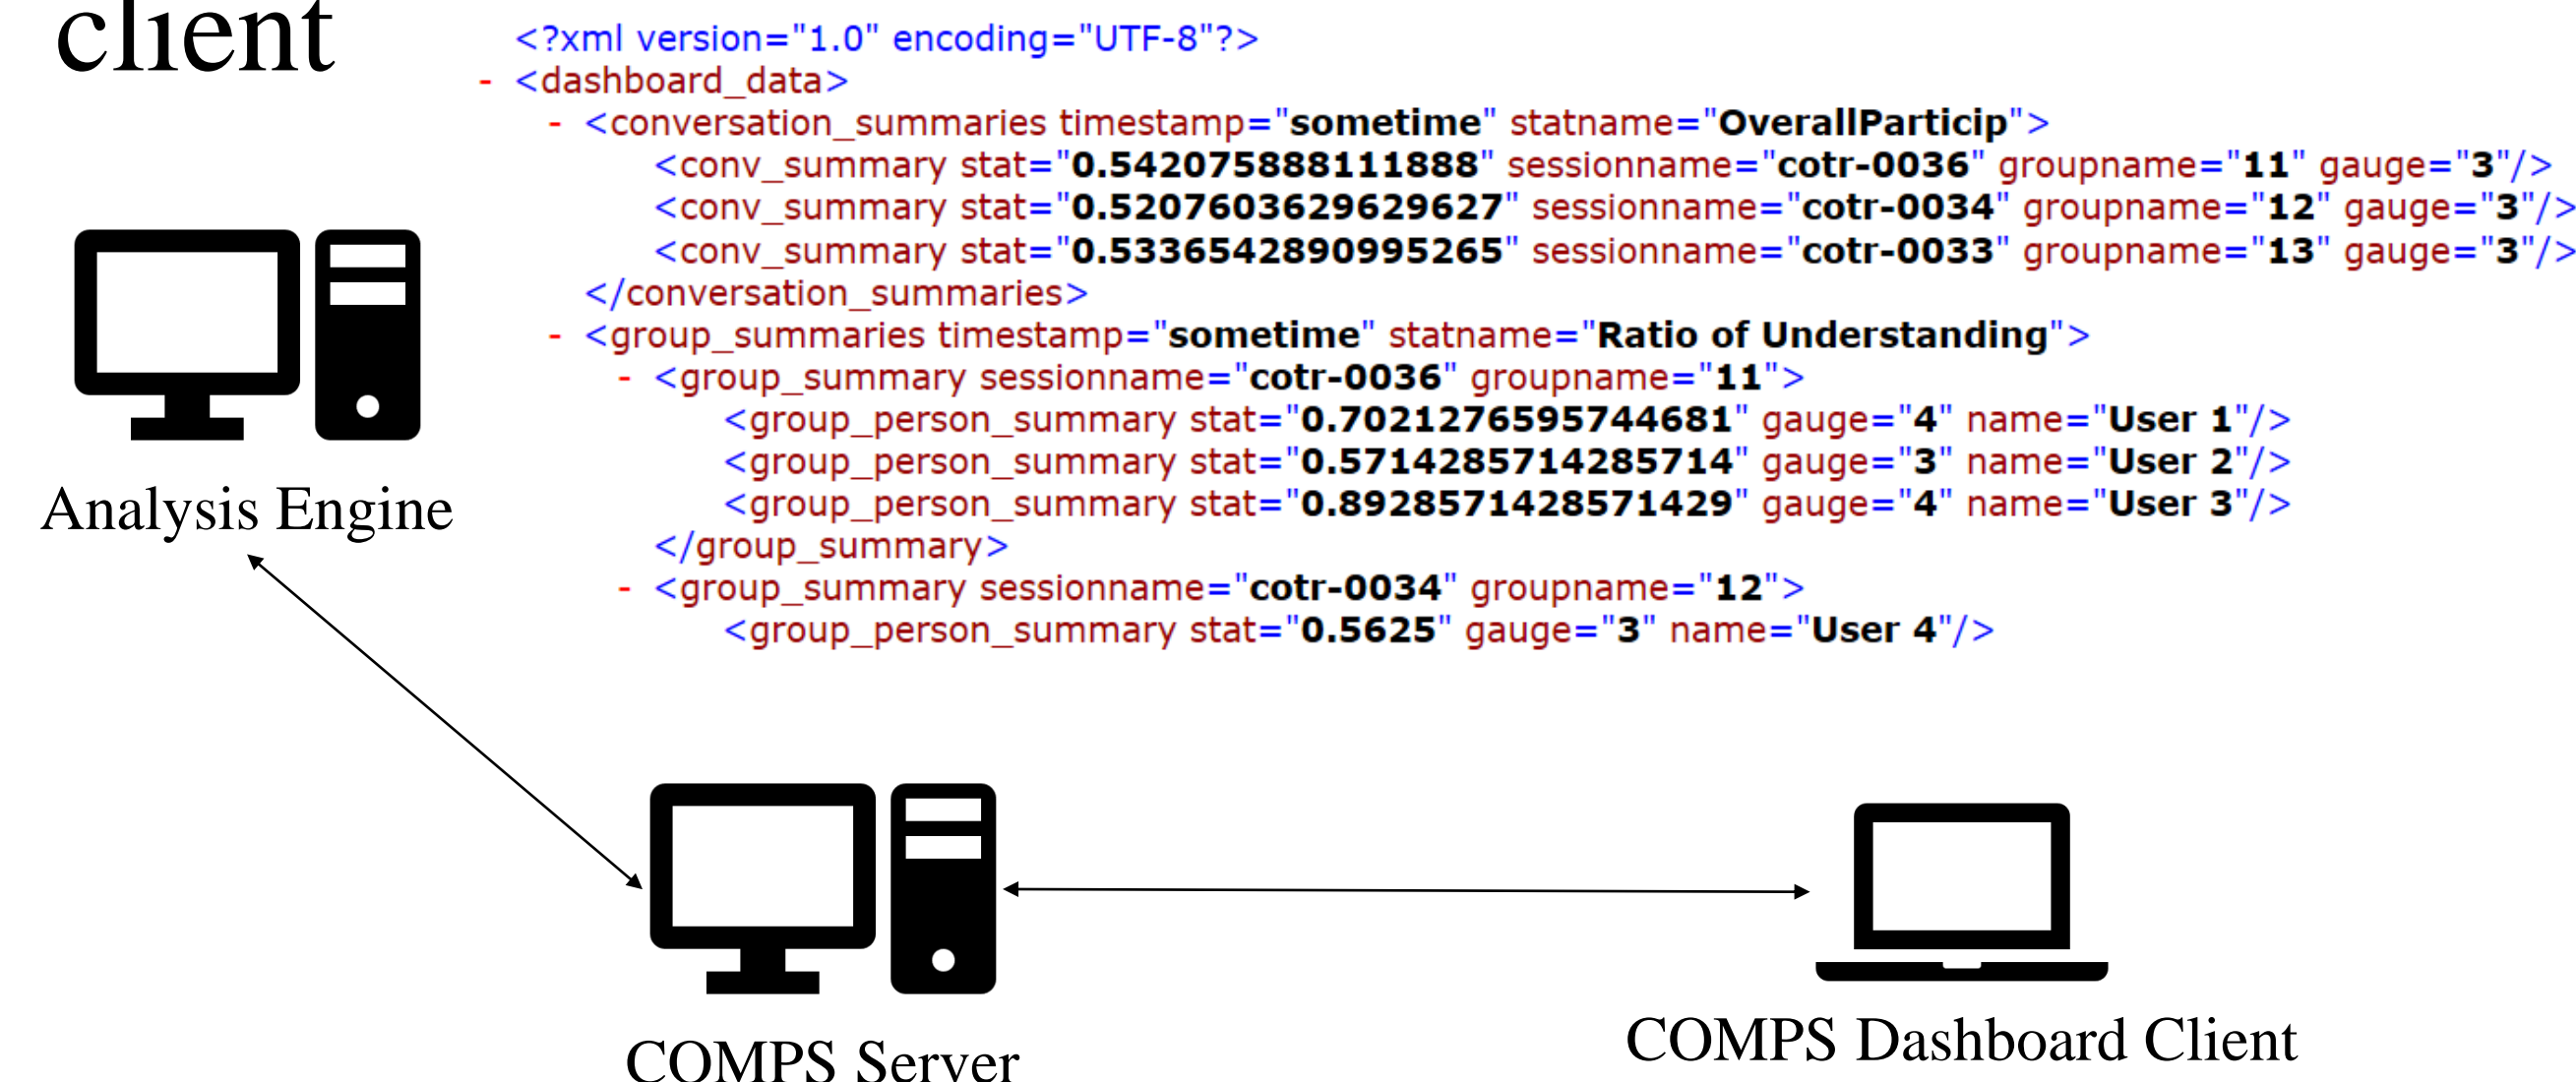 client
<?xml version="1.0" encoding="UTF-8"?>
- <dashboard_data>
- <conversation_summaries timestamp="sometime" statname="OverallParticip">
<conv_summary stat="0.542075888111888" sessionname="cotr-0036" groupname="11" gauge="3"/>
<conv_summary stat="0.5207603629629627" sessionname="cotr-0034" groupname="12" gauge="3"/>
<conv_summary stat="0.5336542890995265" sessionname="cotr-0033" groupname="13" gauge="3"/>
</conversation_summaries>
- <group_summaries timestamp="sometime" statname="Ratio of Understanding">
- <group_summary sessionname="cotr-0036" groupname="11">
<group_person_summary stat="0.7021276595744681" gauge="4" name="User 1"/>
<group_person_summary stat="0.5714285714285714" gauge="3" name="User 2"/>
<group_person_summary stat="0.8928571428571429" gauge="4" name="User 3"/>
</group_summary>
- <group_summary sessionname="cotr-0034" groupname="12">
<group_person_summary stat="0.5625" gauge="3" name="User 4"/>
Analysis Engine
COMPS Server
COMPS Dashboard Client